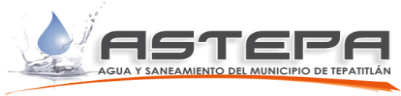 ASTEPA
AGUA Y SANEAMIENTO DEL MUNICIPIO DE TEPATITLÁN